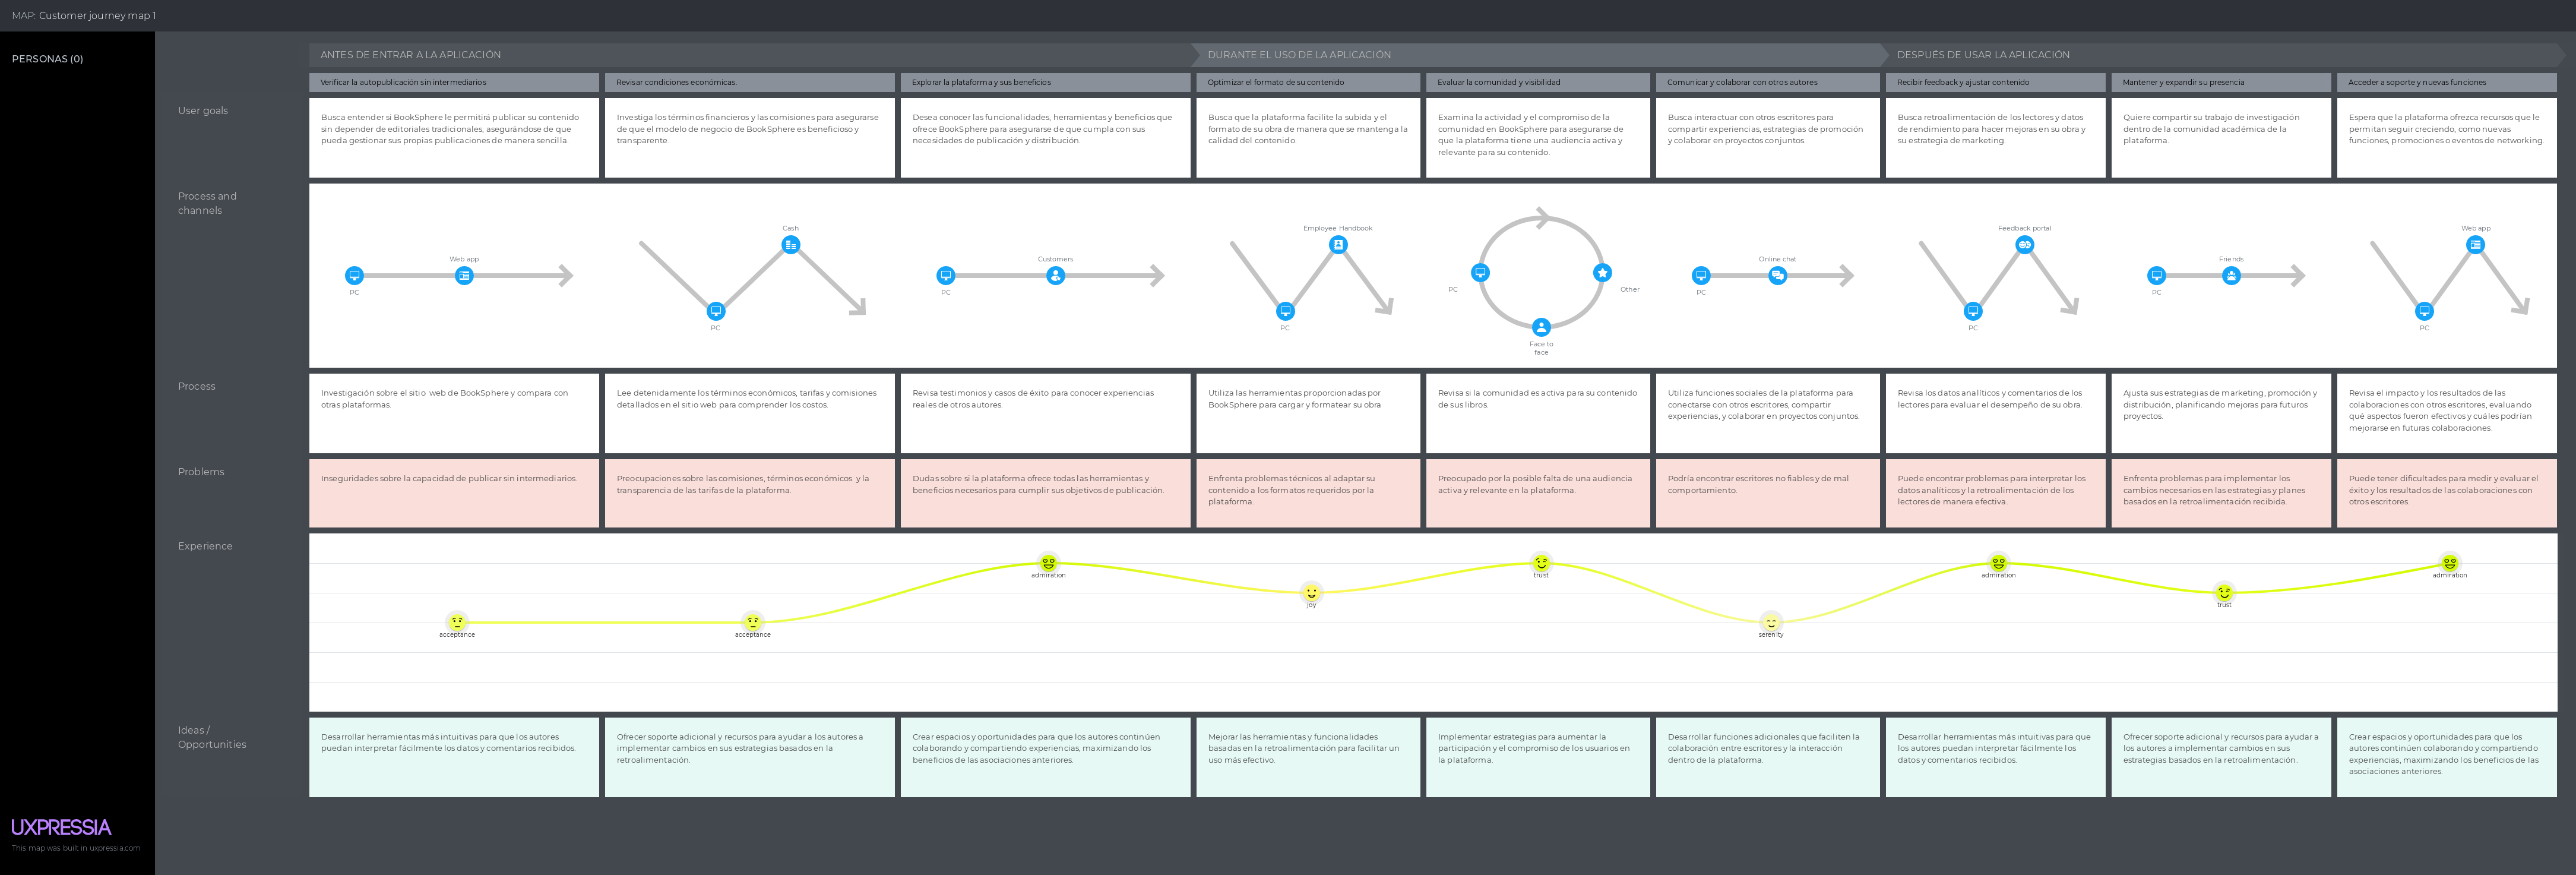 MAP: Customer journey map 1
PERSONAS (0)
ANTES DE ENTRAR A LA APLICACIÓN
DURANTE EL USO DE LA APLICACIÓN
DESPUÉS DE USAR LA APLICACIÓN
Verificar la autopublicación sin intermediarios
Revisar condiciones económicas.
Explorar la plataforma y sus beneficios
Optimizar el formato de su contenido
Evaluar la comunidad y visibilidad
Comunicar y colaborar con otros autores
Recibir feedback y ajustar contenido
Mantener y expandir su presencia
Acceder a soporte y nuevas funciones
User goals
Busca entender si BookSphere le permitirá publicar su contenido
sin depender de editoriales tradicionales, asegurándose de que
pueda gestionar sus propias publicaciones de manera sencilla.
Investiga los términos financieros y las comisiones para asegurarse
de que el modelo de negocio de BookSphere es beneficioso y
transparente.
Desea conocer las funcionalidades, herramientas y beneficios que
ofrece BookSphere para asegurarse de que cumpla con sus
necesidades de publicación y distribución.
Busca que la plataforma facilite la subida y el
formato de su obra de manera que se mantenga la
calidad del contenido.
Examina la actividad y el compromiso de la
comunidad en BookSphere para asegurarse de
que la plataforma tiene una audiencia activa y
relevante para su contenido.
Busca interactuar con otros escritores para
compartir experiencias, estrategias de promoción
y colaborar en proyectos conjuntos.
Busca retroalimentación de los lectores y datos
de rendimiento para hacer mejoras en su obra y
su estrategia de marketing.
Quiere compartir su trabajo de investigación
dentro de la comunidad académica de la
plataforma.
Espera que la plataforma ofrezca recursos que le
permitan seguir creciendo, como nuevas
funciones, promociones o eventos de networking.
Process and
channels
PC
Web app
PC
Cash
PC
Customers
PC
Employee Handbook
PC
Face to
face
Other
PC
Online chat
PC
Feedback portal
PC
Friends
PC
Web app
Process
Investigación sobre el sitio web de BookSphere y compara con
otras plataformas.
Lee detenidamente los términos económicos, tarifas y comisiones
detallados en el sitio web para comprender los costos.
Revisa testimonios y casos de éxito para conocer experiencias
reales de otros autores.
Utiliza las herramientas proporcionadas por
BookSphere para cargar y formatear su obra
Revisa si la comunidad es activa para su contenido
de sus libros.
Utiliza funciones sociales de la plataforma para
conectarse con otros escritores, compartir
experiencias, y colaborar en proyectos conjuntos.
Revisa los datos analíticos y comentarios de los
lectores para evaluar el desempeño de su obra.
Ajusta sus estrategias de marketing, promoción y
distribución, planificando mejoras para futuros
proyectos.
Revisa el impacto y los resultados de las
colaboraciones con otros escritores, evaluando
qué aspectos fueron efectivos y cuáles podrían
mejorarse en futuras colaboraciones.
Problems
Inseguridades sobre la capacidad de publicar sin intermediarios.
Preocupaciones sobre las comisiones, términos económicos y la
transparencia de las tarifas de la plataforma.
Dudas sobre si la plataforma ofrece todas las herramientas y
beneficios necesarios para cumplir sus objetivos de publicación.
Enfrenta problemas técnicos al adaptar su
contenido a los formatos requeridos por la
plataforma.
Preocupado por la posible falta de una audiencia
activa y relevante en la plataforma.
Podría encontrar escritores no fiables y de mal
comportamiento.
Puede encontrar problemas para interpretar los
datos analíticos y la retroalimentación de los
lectores de manera efectiva.
Enfrenta problemas para implementar los
cambios necesarios en las estrategias y planes
basados en la retroalimentación recibida.
Puede tener dificultades para medir y evaluar el
éxito y los resultados de las colaboraciones con
otros escritores.
Experience
acceptance
acceptance
admiration
joy
trust
serenity
admiration
trust
admiration
Ideas /
Opportunities
Desarrollar herramientas más intuitivas para que los autores
puedan interpretar fácilmente los datos y comentarios recibidos.
Ofrecer soporte adicional y recursos para ayudar a los autores a
implementar cambios en sus estrategias basados en la
retroalimentación.
Crear espacios y oportunidades para que los autores continúen
colaborando y compartiendo experiencias, maximizando los
beneficios de las asociaciones anteriores.
Mejorar las herramientas y funcionalidades
basadas en la retroalimentación para facilitar un
uso más efectivo.
Implementar estrategias para aumentar la
participación y el compromiso de los usuarios en
la plataforma.
Desarrollar funciones adicionales que faciliten la
colaboración entre escritores y la interacción
dentro de la plataforma.
Desarrollar herramientas más intuitivas para que
los autores puedan interpretar fácilmente los
datos y comentarios recibidos.
Ofrecer soporte adicional y recursos para ayudar a
los autores a implementar cambios en sus
estrategias basados en la retroalimentación.
Crear espacios y oportunidades para que los
autores continúen colaborando y compartiendo
experiencias, maximizando los beneficios de las
asociaciones anteriores.
UXPRESSIA
This map was built in uxpressia.com